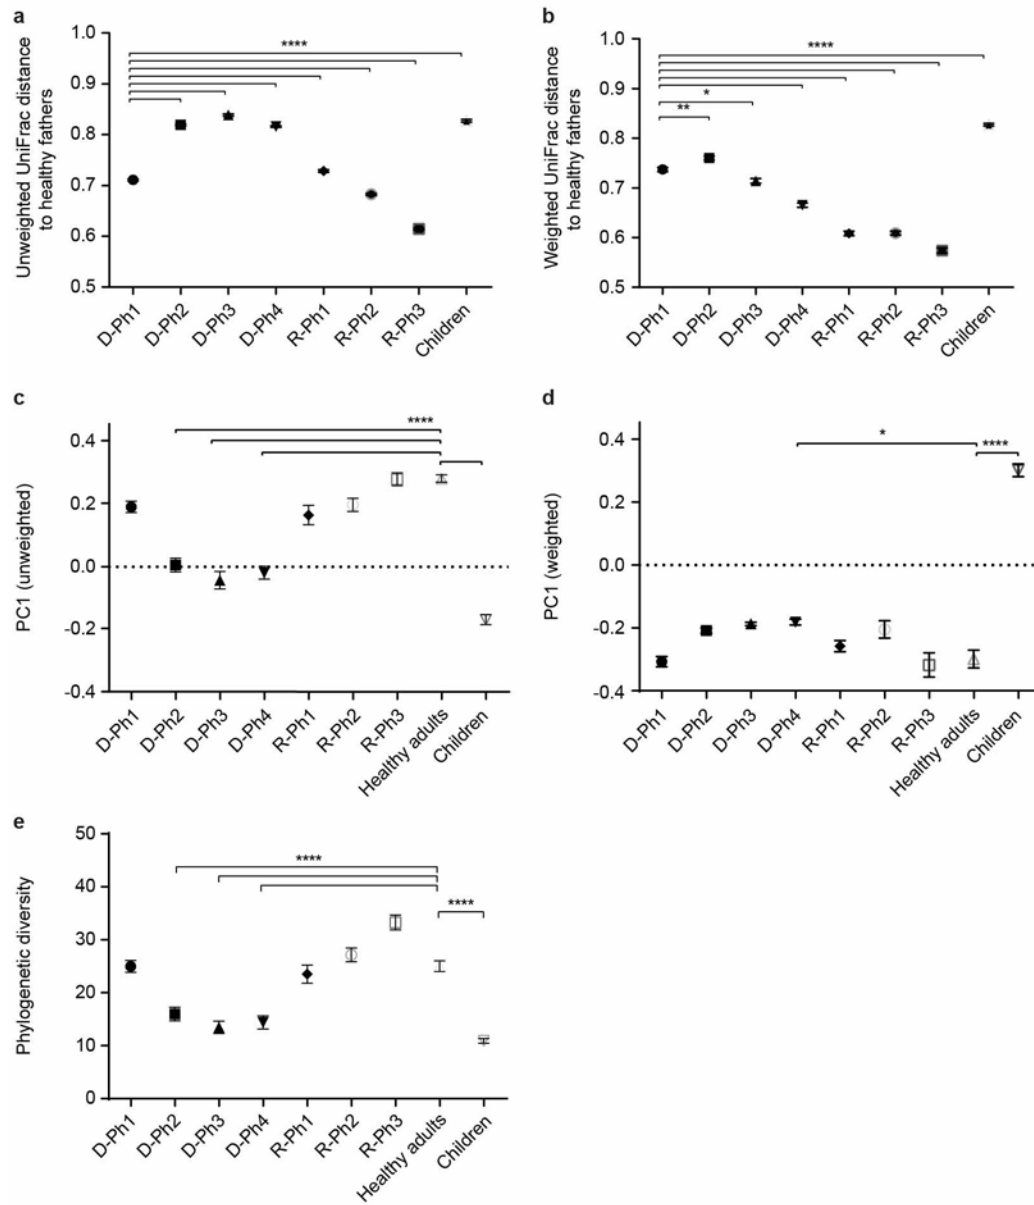 a
Unweighted UniFrac distance
to healthy fathers
1.0
0.9
0.8
0.7
0.6
0.5
****
D-Ph1
D-Ph2
D-Ph3
D-Ph4
R-Ph1
R-Ph2
R-Ph3
Children
b
Weighted UniFrac distance
to healthy fathers
1.0
0.9
0.8
0.7
0.6
0.5
****
*
**
D-Ph1
D-Ph2
D-Ph3
D-Ph4
R-Ph1
R-Ph2
R-Ph3
Children
c
PC1 (unweighted)
0.4
0.2
0.0
-0.2
-0.4
****
D-Ph1
D-Ph2
D-Ph3
D-Ph4
R-Ph1
R-Ph2
R-Ph3
Healthy adults
Children
d
PC1 (weighted)
0.4
0.2
0.0
-0.2
-0.4
*
****
D-Ph1
D-Ph2
D-Ph3
D-Ph4
R-Ph1
R-Ph2
R-Ph3
Healthy adults
Children
e
Phylogenetic diversity
50
40
30
20
10
0
****
****
D-Ph1
D-Ph2
D-Ph3
D-Ph4
R-Ph1
R-Ph2
R-Ph3
Healthy adults
Children